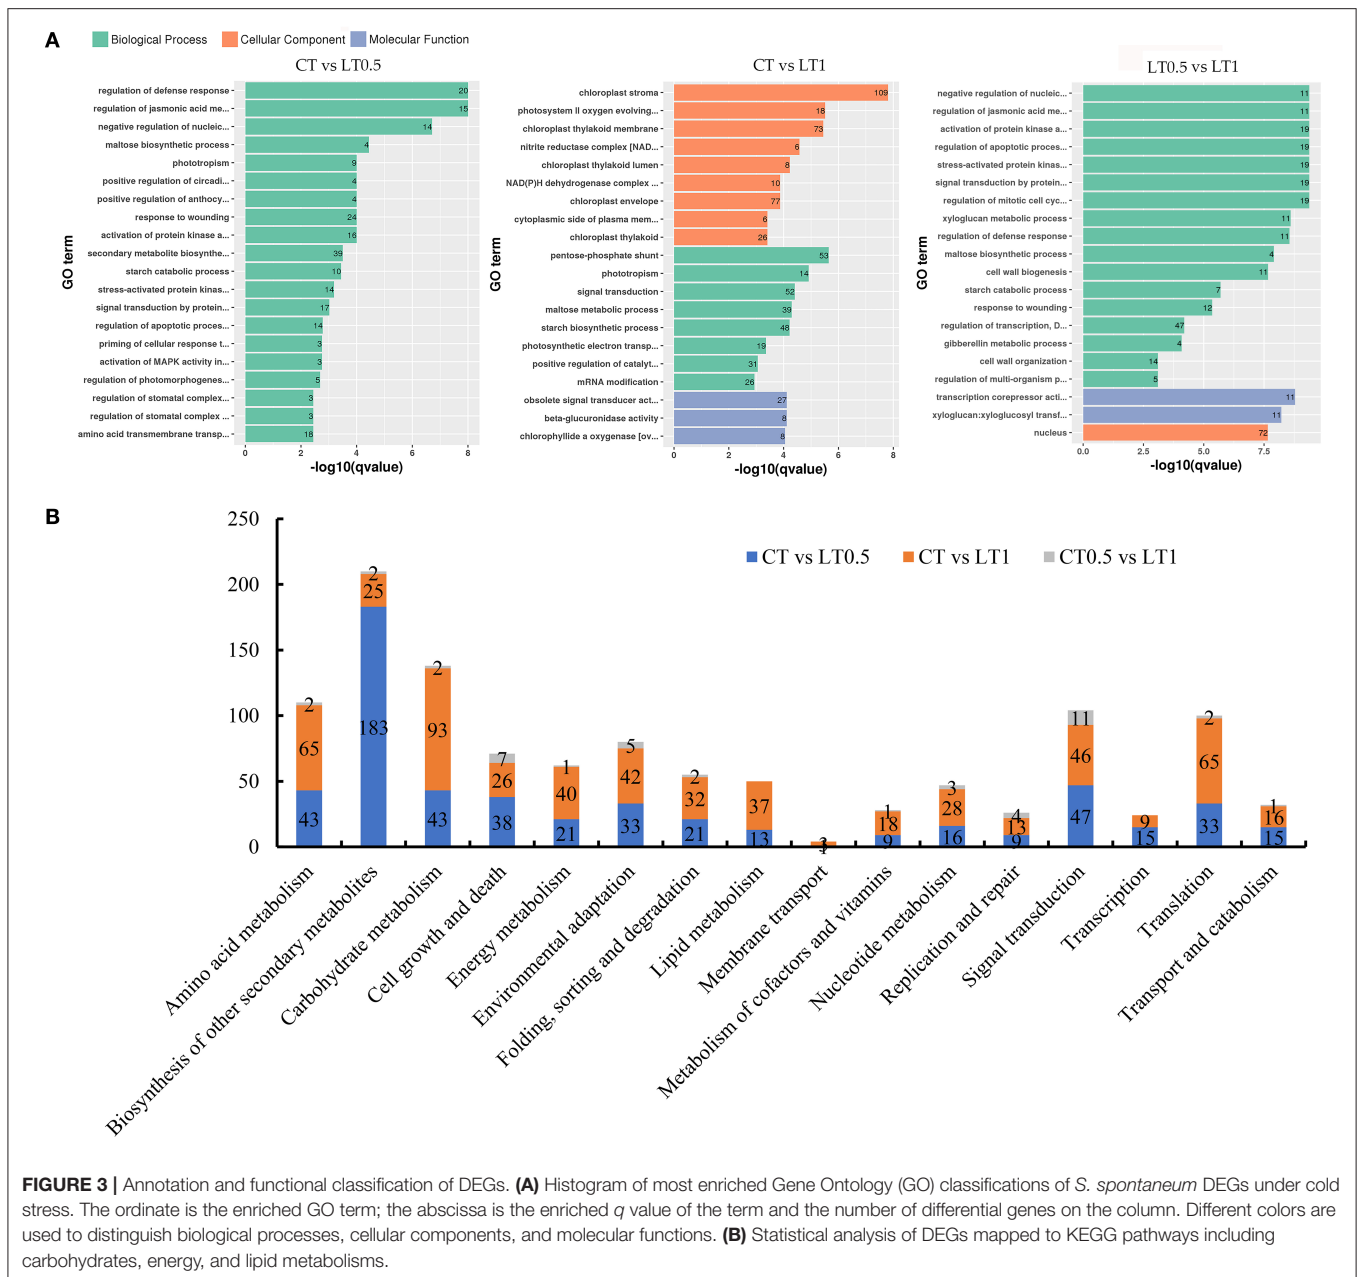 A
Biological Process
Cellular Component
Molecular Function
CT vs LT0.5
GO term
regulation of defense response 20
regulation of jasmonic acid me... 15
negative regulation of nucleic... 14
maltose biosynthetic process 4
phototropism 9
positive regulation of circadi... 4
positive regulation of anthocy... 4
response to wounding 24
activation of protein kinase a... 16
secondary metabolite biosynthe... 39
starch catabolic process 10
stress-activated protein kinas... 14
signal transduction by protein... 17
regulation of apoptotic proces... 14
priming of cellular response t... 3
activation of MAPK activity in... 3
regulation of photomorphogenes... 5
regulation of stomatal complex... 3
regulation of stomatal complex ... 3
amino acid transmembrane transp... 18
0 2 4 6 8
-log10(qvalue)
CT vs LT1
GO term
chloroplast stroma 109
photosystem II oxygen evolving... 18
chloroplast thylakoid membrane 73
nitrite reductase complex [NAD... 6
chloroplast thylakoid lumen 8
NAD(P)H dehydrogenase complex ... 10
chloroplast envelope 77
cytoplasmic side of plasma mem... 6
chloroplast thylakoid 26
pentose-phosphate shunt 53
phototropism 14
signal transduction 52
maltose metabolic process 39
starch biosynthetic process 48
photosynthetic electron transp... 19
positive regulation of catalyt... 31
mRNA modification 26
obsolete signal transducer act... 27
beta-glucuronidase activity 8
chlorophyllide a oxygenase [ov... 8
0 2 4 6 8
-log10(qvalue)
LT0.5 vs LT1
GO term
negative regulation of nucleic... 11
regulation of jasmonic acid me... 11
activation of protein kinase a... 19
regulation of apoptotic proces... 19
stress-activated protein kinas... 19
signal transduction by protein... 19
regulation of mitotic cell cyc... 19
xyloglucan metabolic process 11
regulation of defense response 11
maltose biosynthetic process 4
cell wall biogenesis 11
starch catabolic process 7
response to wounding 12
regulation of transcription, D... 47
gibberellin metabolic process 4
cell wall organization 14
regulation of multi-organism p... 5
transcription corepressor acti... 11
xyloglucan:xyloglucosyl transf... 11
nucleus 72
0.0 2.5 5.0 7.5
-log10(qvalue)
B
CT vs LT0.5
CT vs LT1
CT0.5 vs LT1
250
200
150
100
50
0
2 65 43
2 25 183
2 93 43
7 26 38
1 40 21
5 42 33
2 32 21
37 13
3 1
1 18 9
3 28 16
4 13 9
11 46 47
9 15
2 65 33
1 16 15
Amino acid metabolism
Biosynthesis of other secondary metabolites
Carbohydrate metabolism
Cell growth and death
Energy metabolism
Environmental adaptation
Folding, sorting and degradation
Lipid metabolism
Membrane transport
Metabolism of cofactors and vitamins
Nucleotide metabolism
Replication and repair
Signal transduction
Transcription
Translation
Transport and catabolism
FIGURE 3 | Annotation and functional classification of DEGs. (A) Histogram of most enriched Gene Ontology (GO) classifications of S. spontaneum DEGs under cold
stress. The ordinate is the enriched GO term; the abscissa is the enriched q value of the term and the number of differential genes on the column. Different colors are
used to distinguish biological processes, cellular components, and molecular functions. (B) Statistical analysis of DEGs mapped to KEGG pathways including
carbohydrates, energy, and lipid metabolisms.